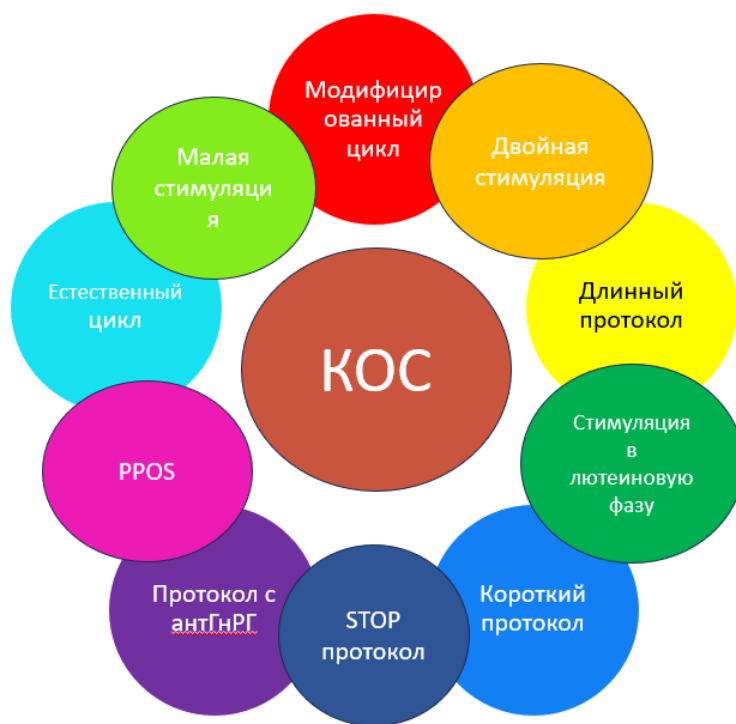 Модифицир
ованный
цикл
Двойная
стимуляция
Малая
стимуляци
я
Длинный
протокол
Естественный
цикл
КОС
Стимуляция
в
лютеиновую
фазу
PPOS
Протокол с
антГнРГ
STOP
протокол
Короткий
протокол